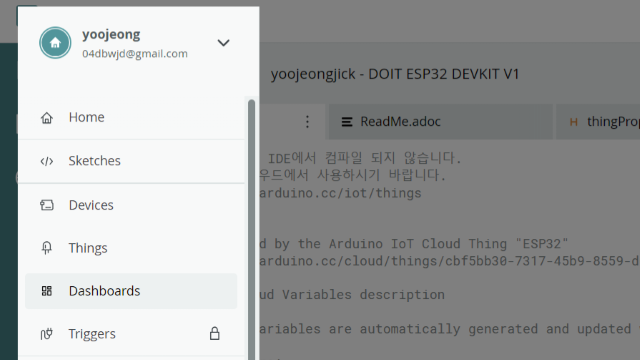 yoojeong
04dbwjd@gmail.com
yoojeongjick - DOIT ESP32 DEVKIT V1
Home
ReadMe.adoc
thingProp
IDE에서 컴파일 되지 않습니다.
Sketches
우드에서 사용하시기 바랍니다.
arduino.cc/iot/things
Devices
Things
d by the Arduino IoT Cloud Thing "ESP32"
arduino.cc/cloud/things/cbf5bb30-7317-45b9-8559-d
Dashboards
ud Variables description
Triggers
ariables are automatically generated and updated